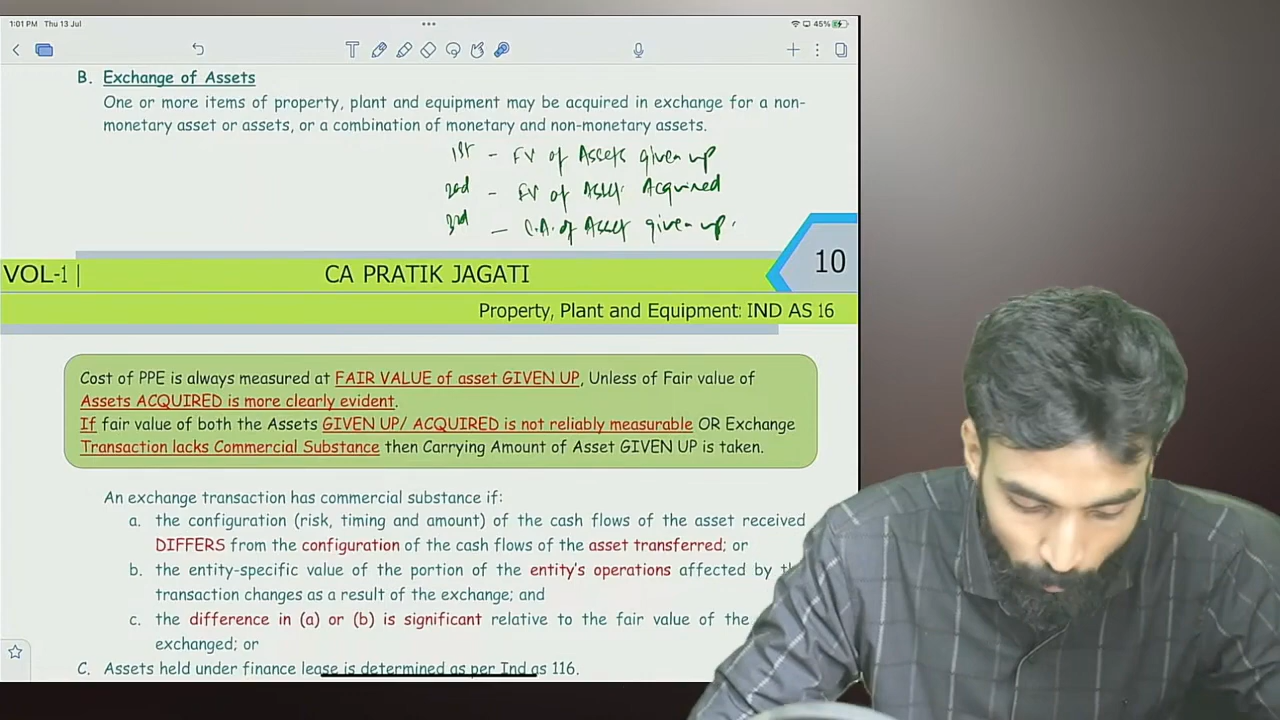 1:01 PM Thu 13 Jul
45%
B. Exchange of Assets
One or more items of property, plant and equipment may be acquired in exchange for a non-
monetary asset or assets, or a combination of monetary and non-monetary assets.
1st - FV of Assets given up
2nd - FV of Asset Acquired
3rd - C.A. of Asset given up.
VOL-1 |
CA PRATIK JAGATI
10
Property, Plant and Equipment: IND AS 16
Cost of PPE is always measured at FAIR VALUE of asset GIVEN UP, Unless of Fair value of
Assets ACQUIRED is more clearly evident.
If fair value of both the Assets GIVEN UP/ ACQUIRED is not reliably measurable OR Exchange
Transaction lacks Commercial Substance then Carrying Amount of Asset GIVEN UP is taken.
An exchange transaction has commercial substance if:
a. the configuration (risk, timing and amount) of the cash flows of the asset received
DIFFERS from the configuration of the cash flows of the asset transferred; or
b. the entity-specific value of the portion of the entity's operations affected by
transaction changes as a result of the exchange; and
c. the difference in (a) or (b) is significant relative to the fair value of the
exchanged; or
C. Assets held under finance lease is determined as per Ind as 116.